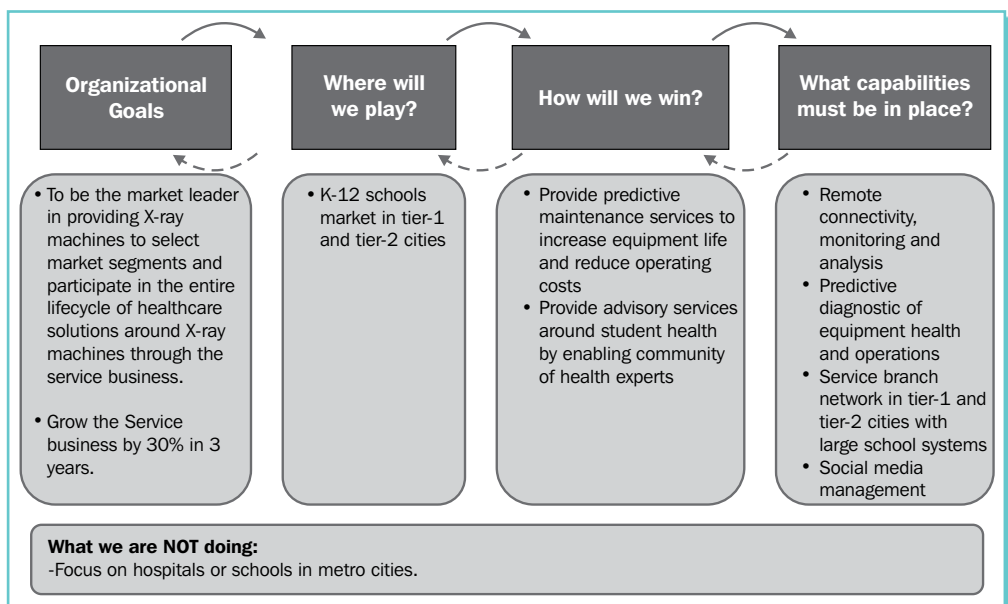 Organizational
Goals
Where will
we play?
How will we win?
What capabilities
must be in place?
• To be the market leader
in providing X-ray
machines to select
market segments and
participate in the entire
lifecycle of healthcare
solutions around X-ray
machines through the
service business.
• Grow the Service
business by 30% in 3
years.
• K-12 schools
market in tier-1
and tier-2 cities
• Provide predictive
maintenance services to
increase equipment life
and reduce operating
costs
• Provide advisory services
around student health
by enabling community
of health experts
• Remote
connectivity,
monitoring and
analysis
• Predictive
diagnostic of
equipment health
and operations
• Service branch
network in tier-1 and
tier-2 cities with
large school systems
• Social media
management
What we are NOT doing:
-Focus on hospitals or schools in metro cities.